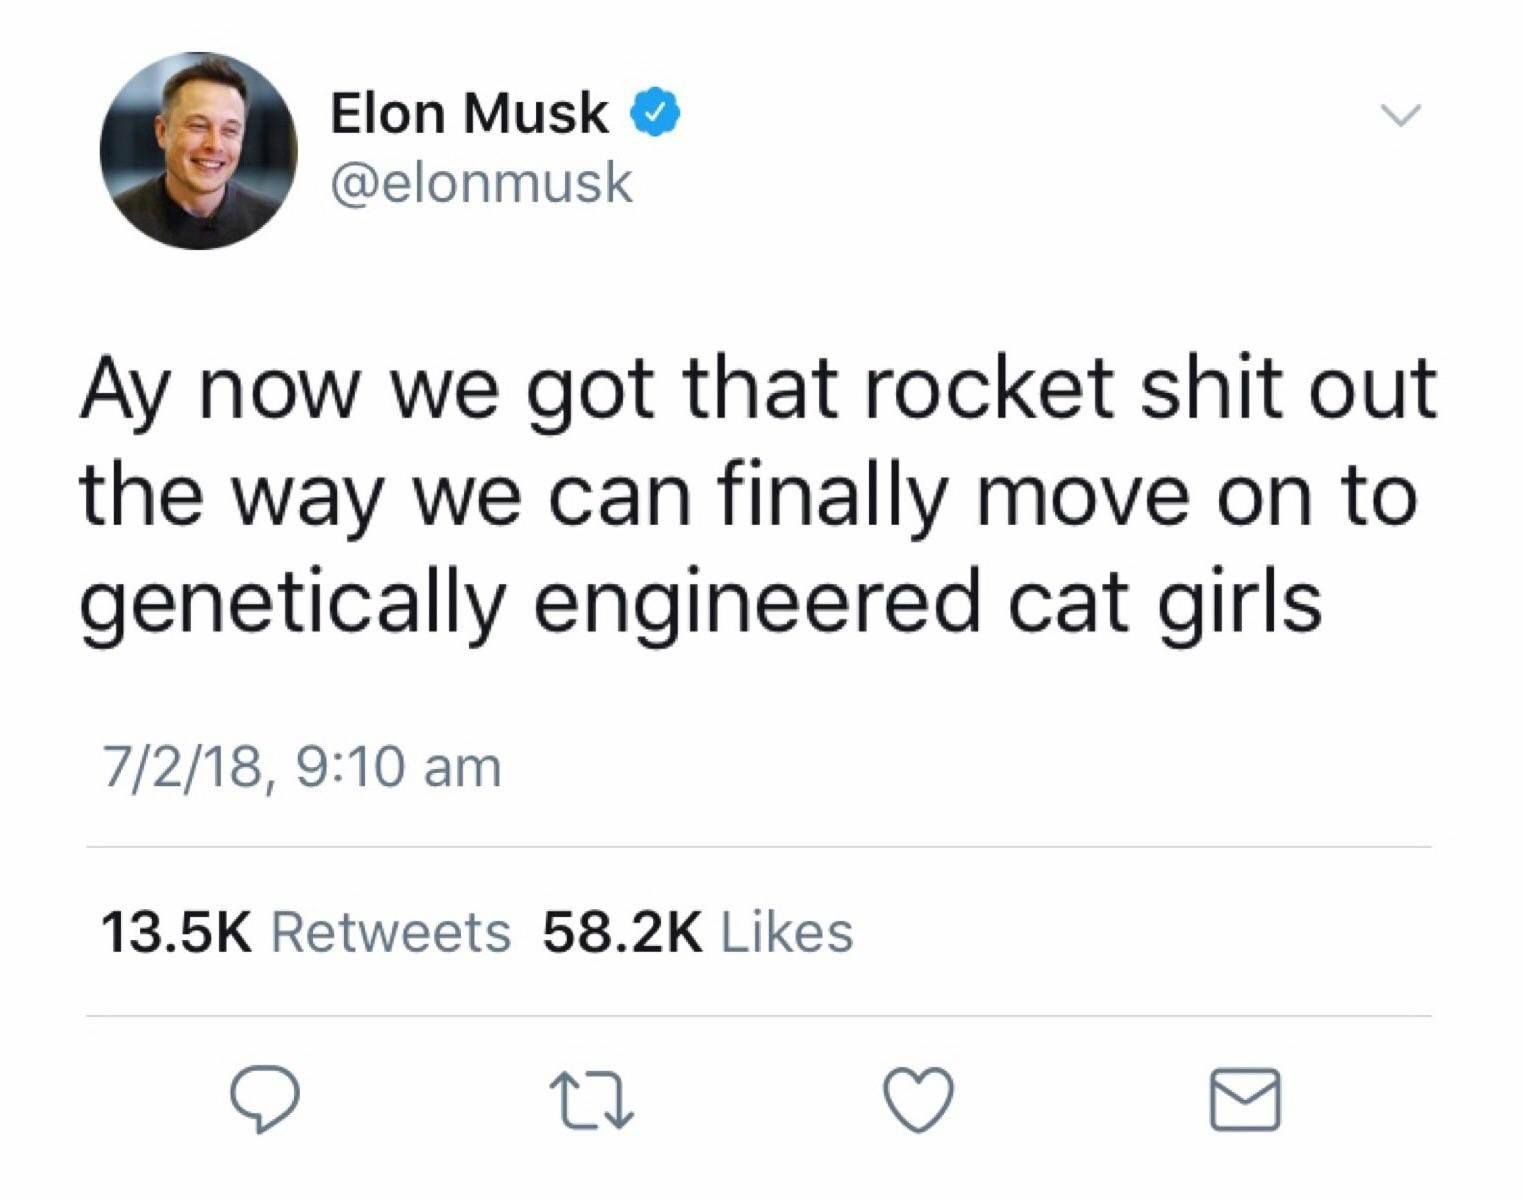 Elon Musk
@elonmusk
Ay now we got that rocket shit out
the way we can finally move on to
genetically engineered cat girls
7/2/18, 9:10 am
13.5K Retweets 58.2K Likes